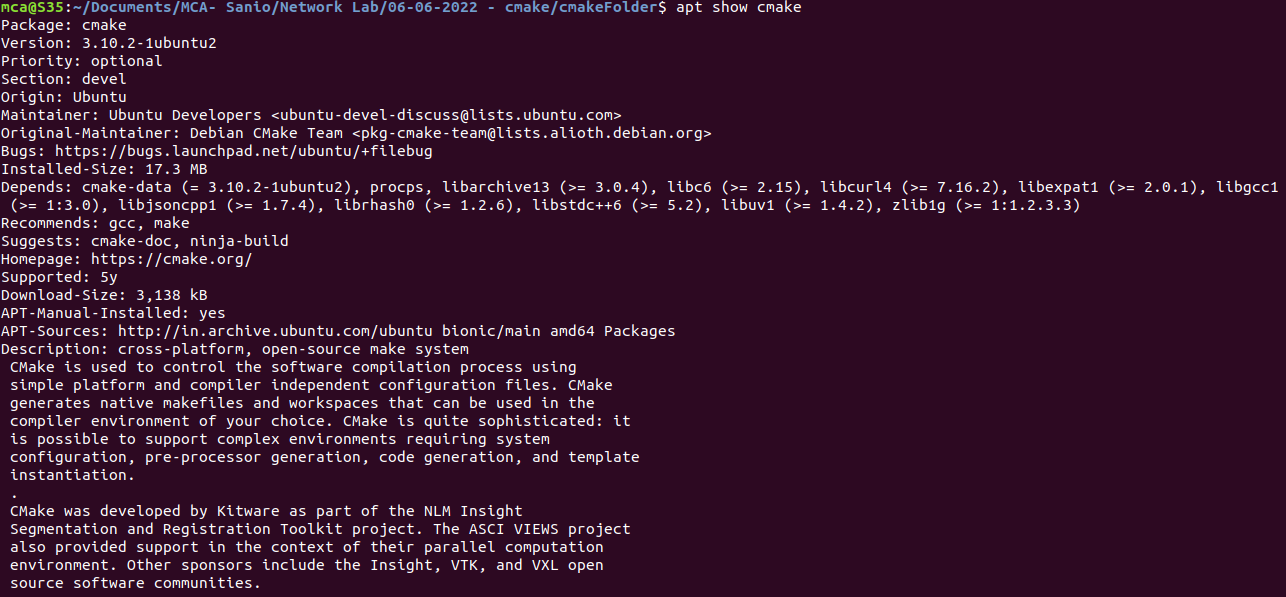 mca@S35:~/Documents/MCA- Sanio/Network Lab/06-06-2022 - cmake/cmakeFolder$ apt show cmake
Package: cmake
Version: 3.10.2-1ubuntu2
Priority: optional
Section: devel
Origin: Ubuntu
Maintainer: Ubuntu Developers <ubuntu-devel-discuss@lists.ubuntu.com>
Original-Maintainer: Debian CMake Team <pkg-cmake-team@lists.alioth.debian.org>
Bugs: https://bugs.launchpad.net/ubuntu/+filebug
Installed-Size: 17.3 MB
Depends: cmake-data (= 3.10.2-1ubuntu2), procps, libarchive13 (>= 3.0.4), libc6 (>= 2.15), libcurl4 (>= 7.16.2), libexpat1 (>= 2.0.1), libgcc1
 (>= 1:3.0), libjsoncpp1 (>= 1.7.4), librhash0 (>= 1.2.6), libstdc++6 (>= 5.2), libuv1 (>= 1.4.2), zlib1g (>= 1:1.2.3.3)
Recommends: gcc, make
Suggests: cmake-doc, ninja-build
Homepage: https://cmake.org/
Supported: 5y
Download-Size: 3,138 kB
APT-Manual-Installed: yes
APT-Sources: http://in.archive.ubuntu.com/ubuntu bionic/main amd64 Packages
Description: cross-platform, open-source make system
 CMake is used to control the software compilation process using
 simple platform and compiler independent configuration files. CMake
 generates native makefiles and workspaces that can be used in the
 compiler environment of your choice. CMake is quite sophisticated: it
 is possible to support complex environments requiring system
 configuration, pre-processor generation, code generation, and template
 instantiation.
 .
 CMake was developed by Kitware as part of the NLM Insight
 Segmentation and Registration Toolkit project. The ASCI VIEWS project
 also provided support in the context of their parallel computation
 environment. Other sponsors include the Insight, VTK, and VXL open
 source software communities.